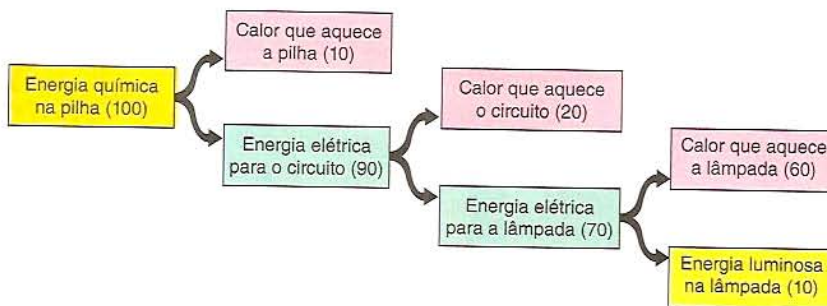 Calor que aquece
a pilha (10)
Energia química
na pilha (100)
Calor que aquece
o circuito (20)
Energia elétrica
para o circuito (90)
Calor que aquece
a lâmpada (60)
Energia elétrica
para a lâmpada (70)
Energia luminosa
na lâmpada (10)